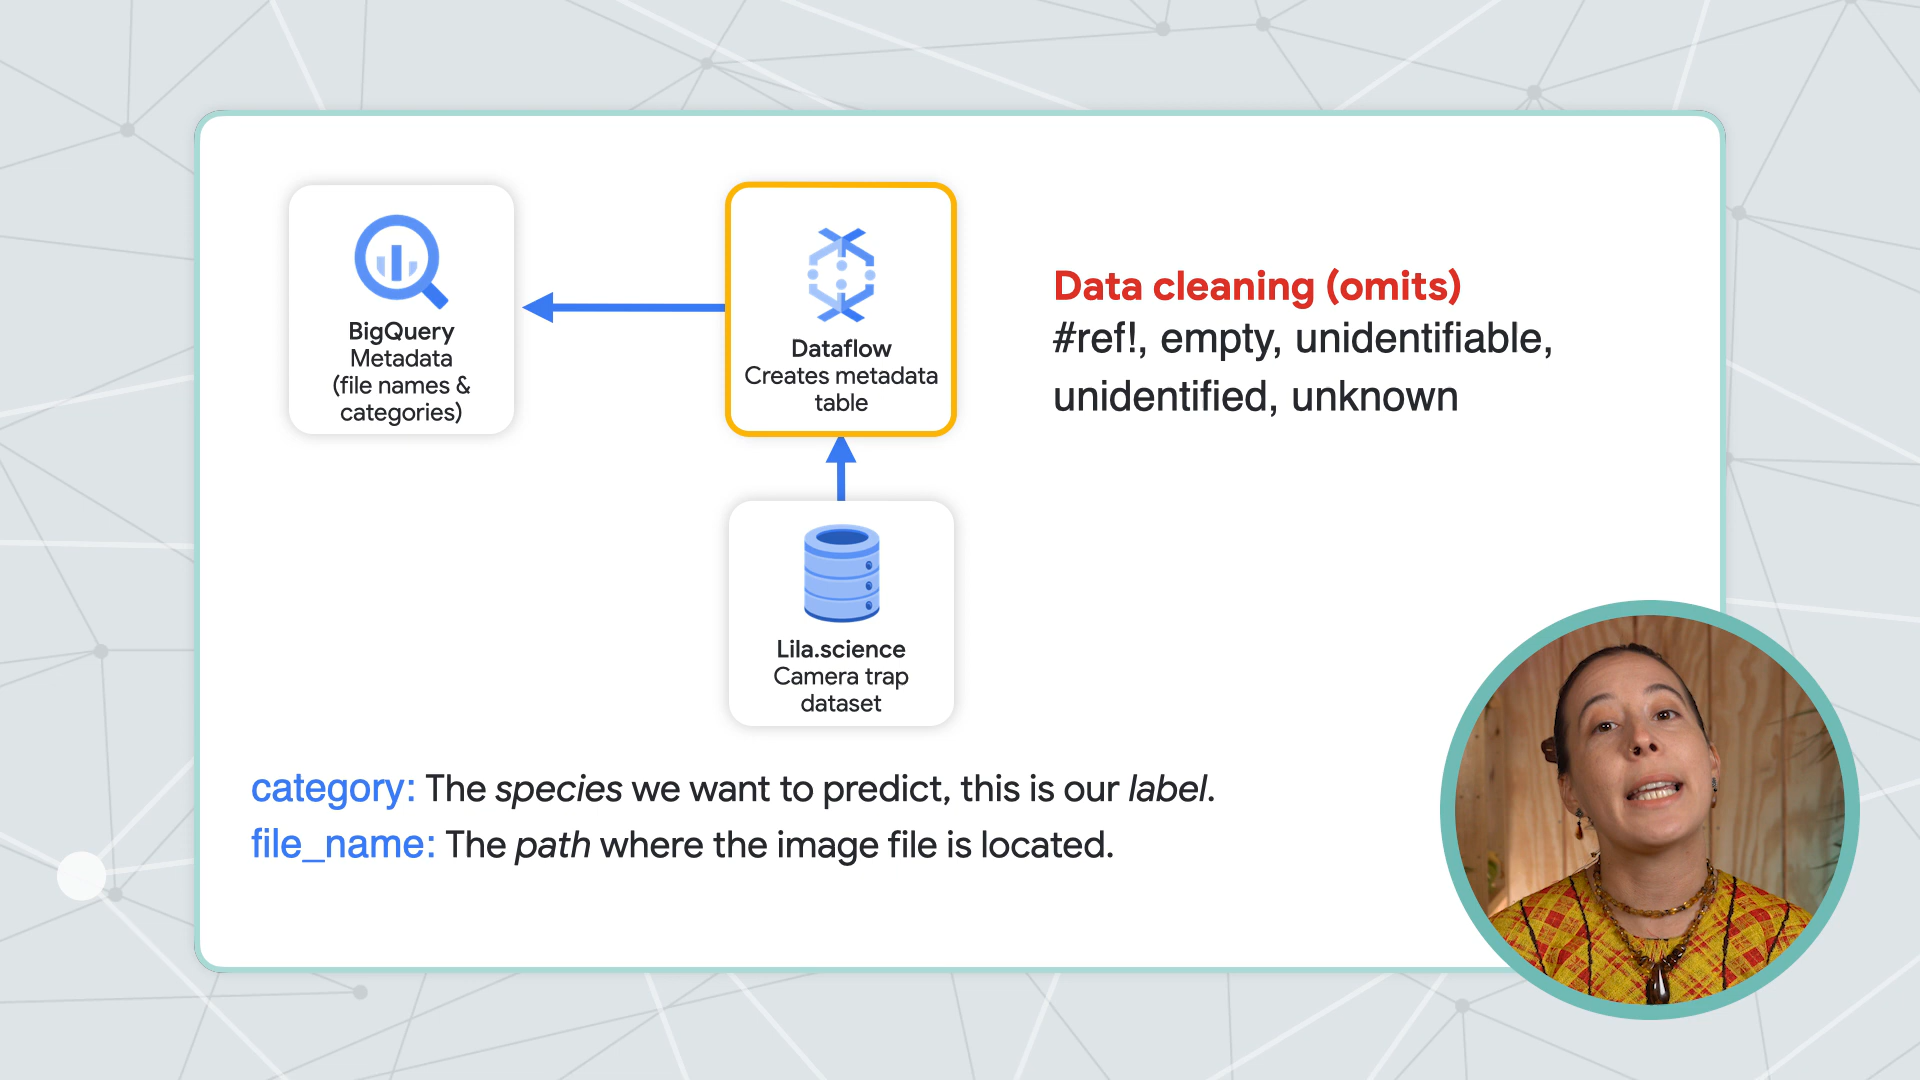 BigQuery
Metadata
(file names &
categories)
Dataflow
Creates metadata
table
Data cleaning (omits)
#ref!, empty, unidentifiable,
unidentified, unknown
Lila.science
Camera trap
dataset
category: The species we want to predict, this is our label.
file_name: The path where the image file is located.